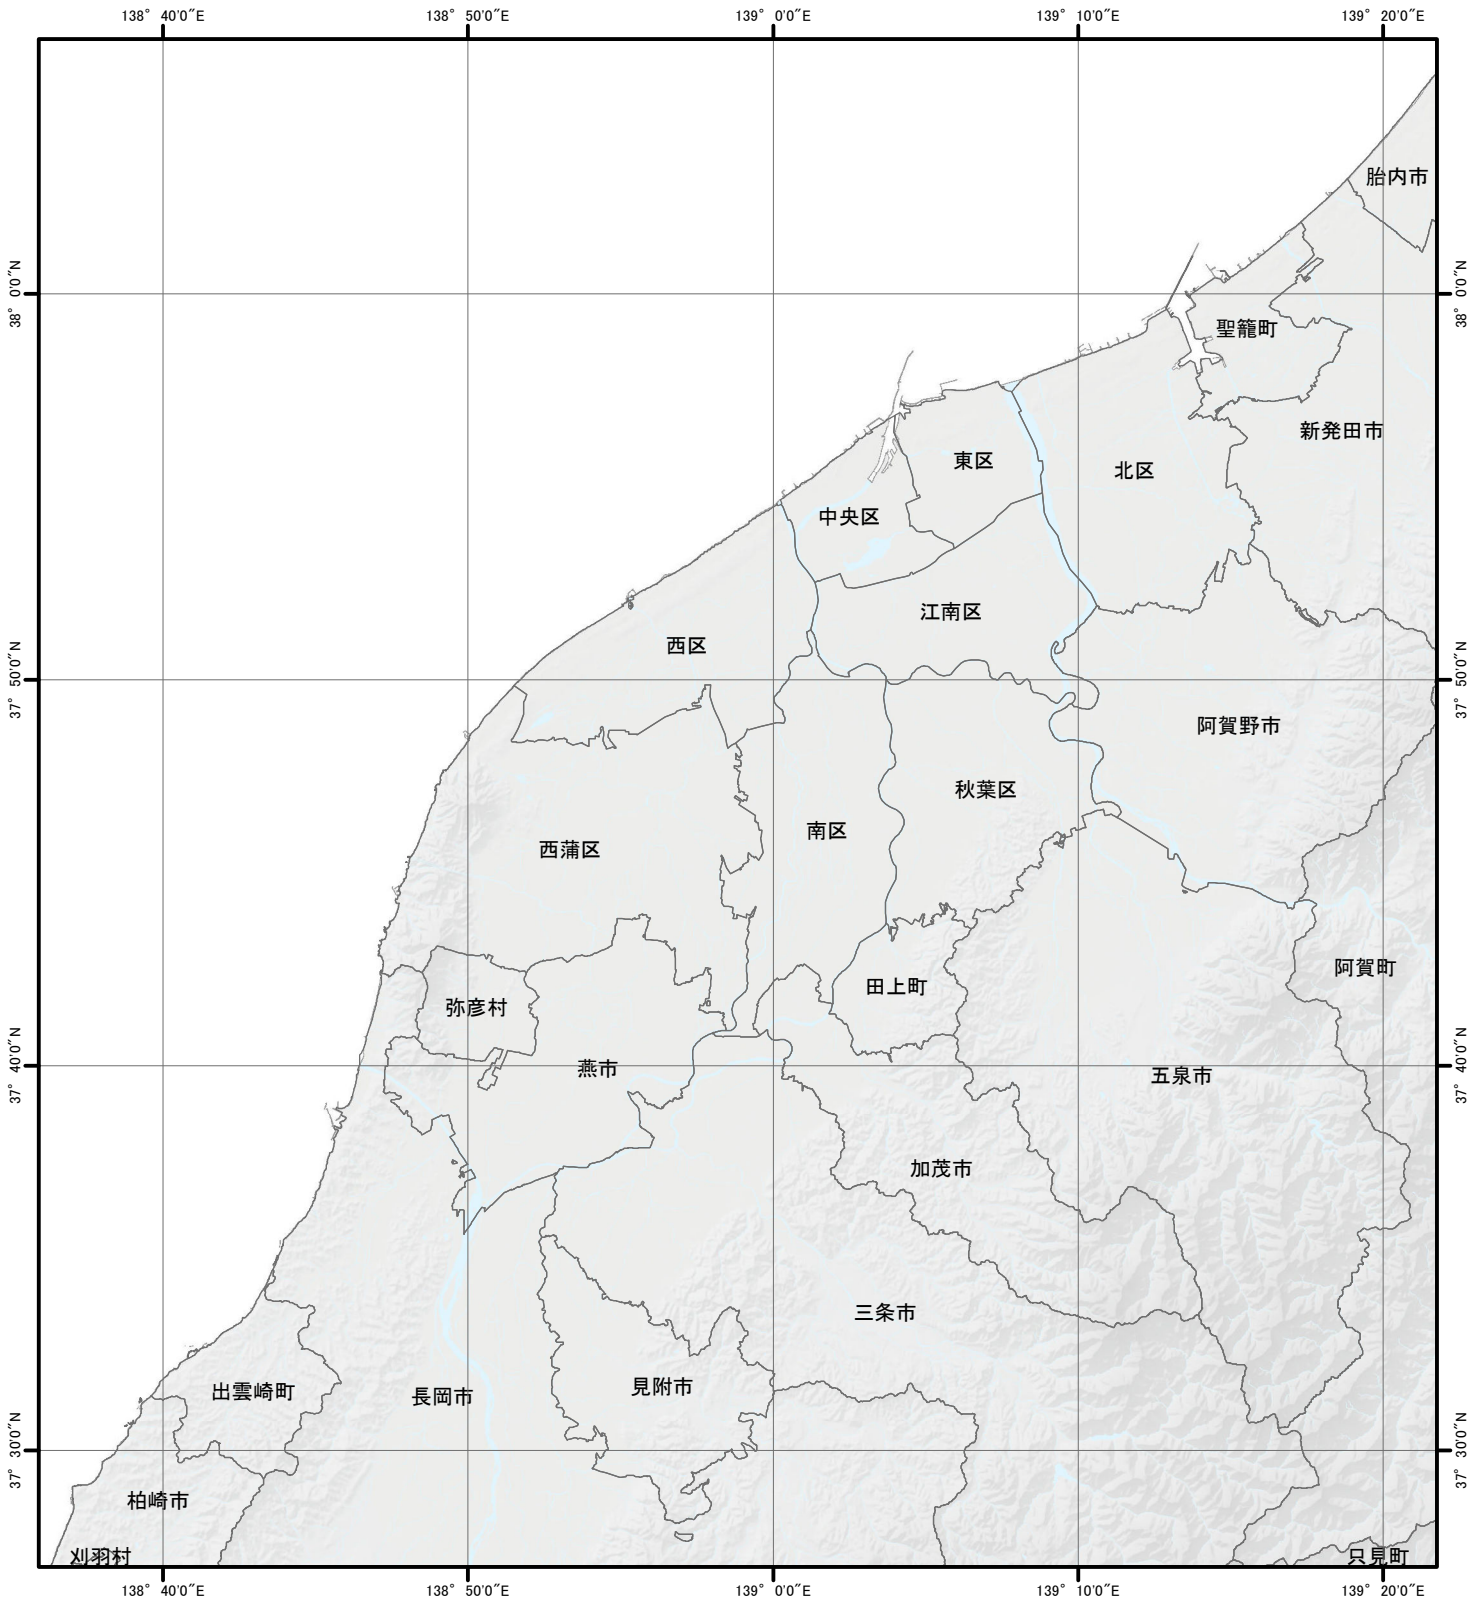 138° 40′0″E
138° 50′0″E
139° 0′0″E
139° 10′0″E
139° 20′0″E
胎内市
38° 0′0″N
38° 0′0″N
聖籠町
新発田市
東区
北区
中央区
江南区
西区
37° 50′0″N
37° 50′0″N
阿賀野市
秋葉区
南区
西蒲区
阿賀町
田上町
弥彦村
燕市
37° 40′0″N
37° 40′0″N
五泉市
加茂市
三条市
見附市
出雲崎町
長岡市
37° 30′0″N
37° 30′0″N
柏崎市
刈羽村
只見町
138° 40′0″E
138° 50′0″E
139° 0′0″E
139° 10′0″E
139° 20′0″E